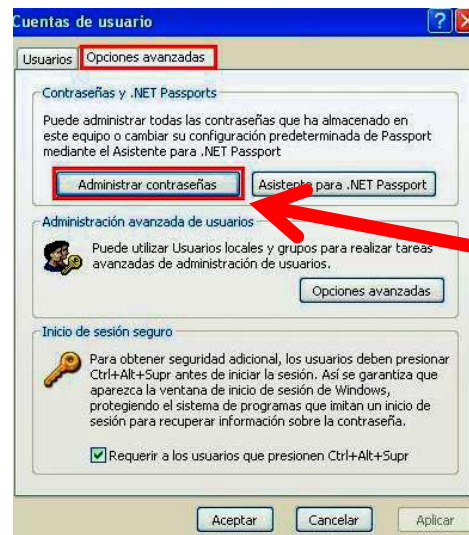 Cuentas de usuario
Usuarios
Opciones avanzadas
Contraseñas y .NET Passports
Puede administrar todas las contraseñas que ha almacenado en
este equipo o cambiar su configuración predeterminada de Passport
mediante el Asistente para .NET Passport
Administrar contraseñas
Asistente para .NET Passport
Administración avanzada de usuarios
Puede utilizar Usuarios locales y grupos para realizar tareas
avanzadas de administración de usuarios.
Opciones avanzadas
Inicio de sesión seguro
Para obtener seguridad adicional, los usuarios deben presionar
Ctrl+Alt+Supr antes de iniciar la sesión. Así se garantiza que
aparezca la ventana de inicio de sesión de Windows,
protegiendo el sistema de programas que imitan un inicio de
sesión para recuperar información sobre la contraseña.
Requerir a los usuarios que presionen Ctrl+Alt+Supr
Aceptar
Cancelar
Aplicar